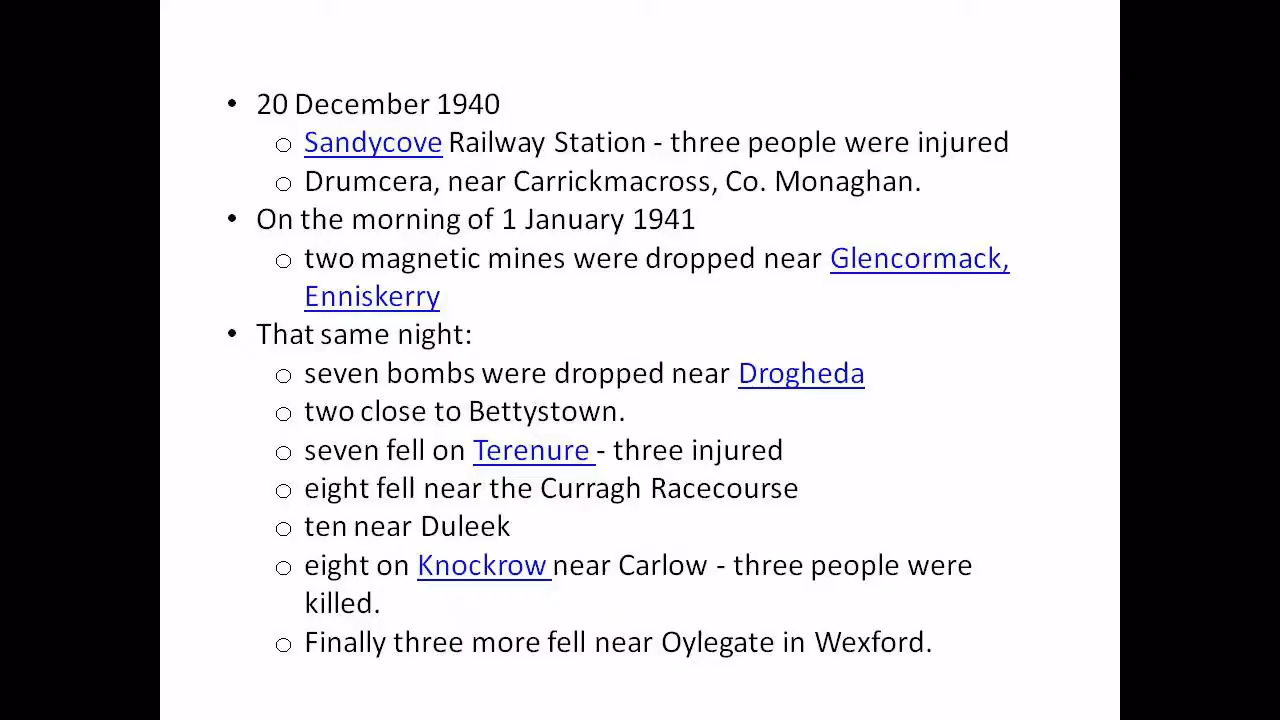 • 20 December 1940
o Sandycove Railway Station - three people were injured
o Drumcera, near Carrickmacross, Co. Monaghan.
• On the morning of 1 January 1941
o two magnetic mines were dropped near Glencormack,
Enniskerry
• That same night:
o seven bombs were dropped near Drogheda
o two close to Bettystown.
o seven fell on Terenure - three injured
o eight fell near the Curragh Racecourse
o ten near Duleek
o eight on Knockrow near Carlow - three people were
killed.
o Finally three more fell near Oylegate in Wexford.